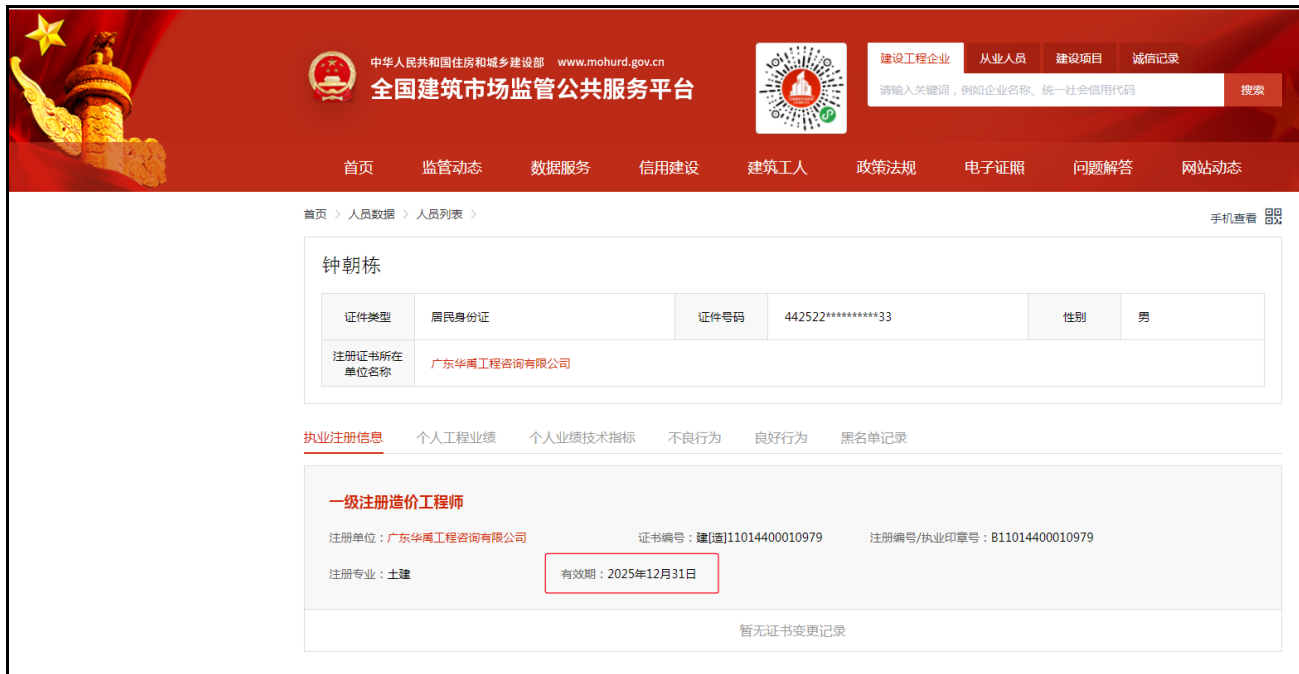 中华人民共和国住房和城乡建设部 www.mohurd.gov.cn
全国建筑市场监管公共服务平台
建设工程企业 从业人员 建设项目 诚信记录
请输入关键词，例如企业名称、统一社会信用代码 搜索
首页 监管动态 数据服务 信用建设 建筑工人 政策法规 电子证照 问题解答 网站动态
首页 > 人员数据 > 人员列表 >
手机查看
钟朝栋
证件类型 居民身份证 证件号码 442522**********33 性别 男
注册证书所在
单位名称
广东华禹工程咨询有限公司
执业注册信息 个人工程业绩 个人业绩技术指标 不良行为 良好行为 黑名单记录
一级注册造价工程师
注册单位：广东华禹工程咨询有限公司 证书编号：建[造]11014400010979 注册编号/执业印章号：B11014400010979
注册专业：土建 有效期：2025年12月31日
暂无证书变更记录